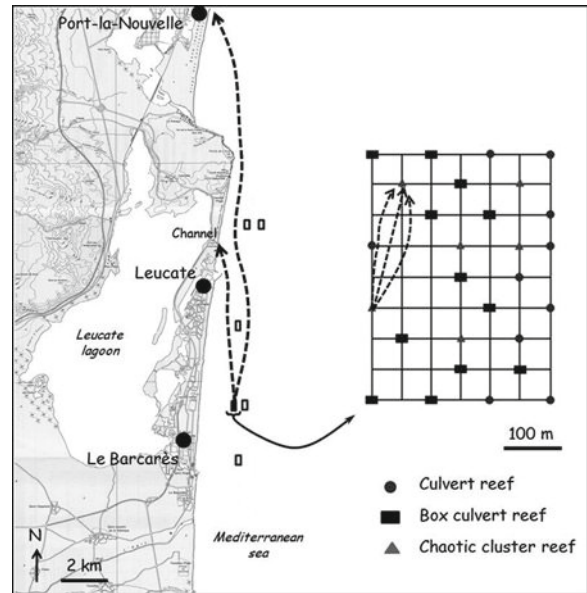 Port-la-Nouvelle
Channel
Leucate
Leucate
lagoon
Le Barcarès
N
2 km
Mediterranean
sea
100 m
Culvert reef
Box culvert reef
Chaotic cluster reef